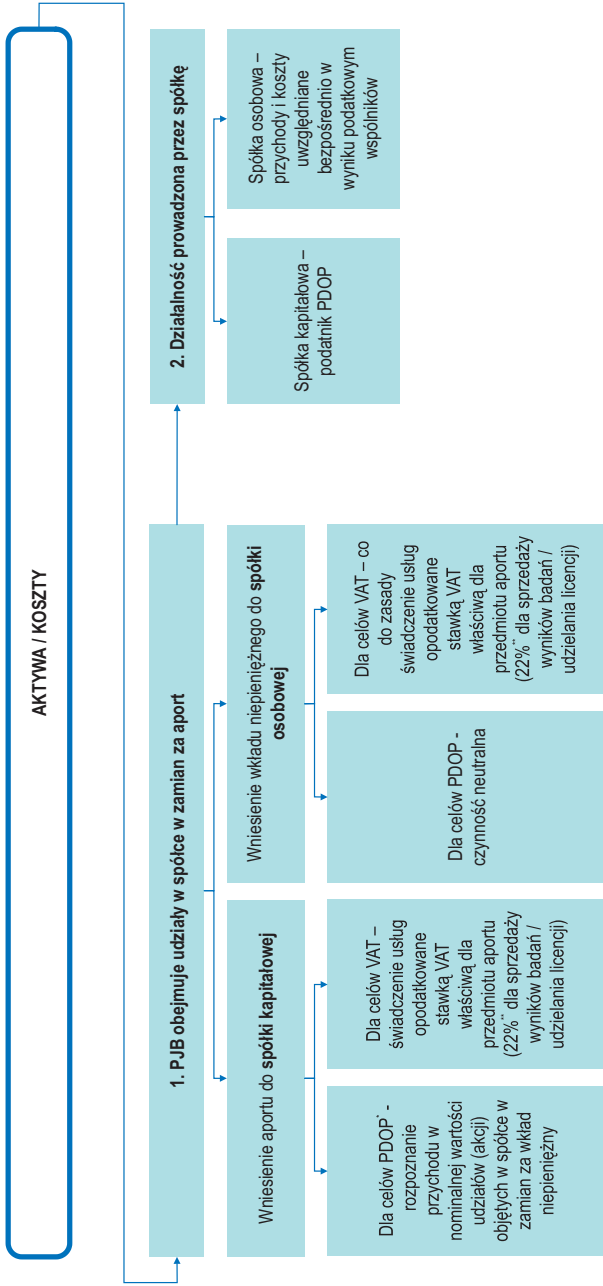 AKTYWA / KOSZTY
1. PJB obejmuje udziały w spółce w zamian za aport
Wniesienie aportu do spółki kapitałowej
Dla celów PDOP* -
rozpoznanie
przychodu w
nominalnej wartości
udziałów (akcji)
objętych w spółce w
zamian za wkład
niepieniężny
Dla celów VAT –
świadczenie usług
opodatkowane
stawką VAT
właściwą dla
przedmiotu aportu
(22%** dla sprzedaży
wyników badań /
udzielania licencji)
Wniesienie wkładu niepieniężnego do spółki
osobowej
Dla celów PDOP -
czynność neutralna
Dla celów VAT – co
do zasady
świadczenie usług
opodatkowane
stawką VAT
właściwą dla
przedmiotu aportu
(22%** dla sprzedaży
wyników badań /
udzielania licencji)
2. Działalność prowadzona przez spółkę
Spółka kapitałowa –
podatnik PDOP
Spółka osobowa –
przychody i koszty
uwzględniane
bezpośrednio w
wyniku podatkowym
wspólników